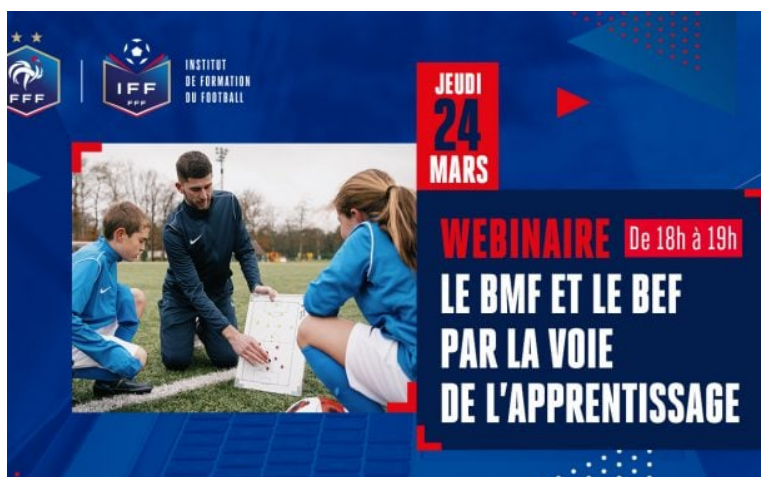 FFF
IFF
FFF
INSTITUT
DE FORMATION
DU FOOTBALL
JEUDI
24
MARS
WEBINAIRE De 18h à 19h
LE BMF ET LE BEF
PAR LA VOIE
DE L'APPRENTISSAGE